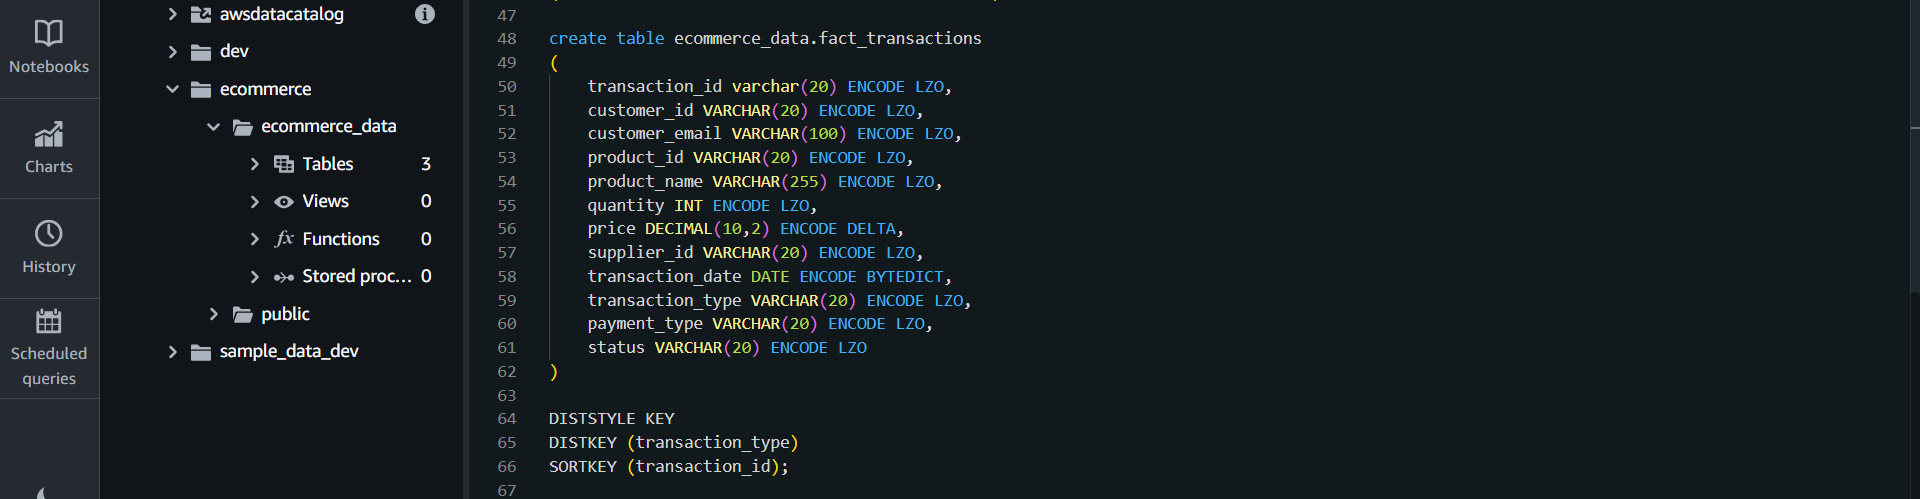 Notebooks
Charts
History
Scheduled
queries
awsdatacatalog
dev
ecommerce
ecommerce_data
Tables 3
Views 0
fx Functions 0
Stored proc... 0
public
sample_data_dev
47
48 create table ecommerce_data.fact_transactions
49 (
50 transaction_id varchar(20) ENCODE LZO,
51 customer_id VARCHAR(20) ENCODE LZO,
52 customer_email VARCHAR(100) ENCODE LZO,
53 product_id VARCHAR(20) ENCODE LZO,
54 product_name VARCHAR(255) ENCODE LZO,
55 quantity INT ENCODE LZO,
56 price DECIMAL(10,2) ENCODE DELTA,
57 supplier_id VARCHAR(20) ENCODE LZO,
58 transaction_date DATE ENCODE BYTEDICT,
59 transaction_type VARCHAR(20) ENCODE LZO,
60 payment_type VARCHAR(20) ENCODE LZO,
61 status VARCHAR(20) ENCODE LZO
62 )
63
64 DISTSTYLE KEY
65 DISTKEY (transaction_type)
66 SORTKEY (transaction_id);
67